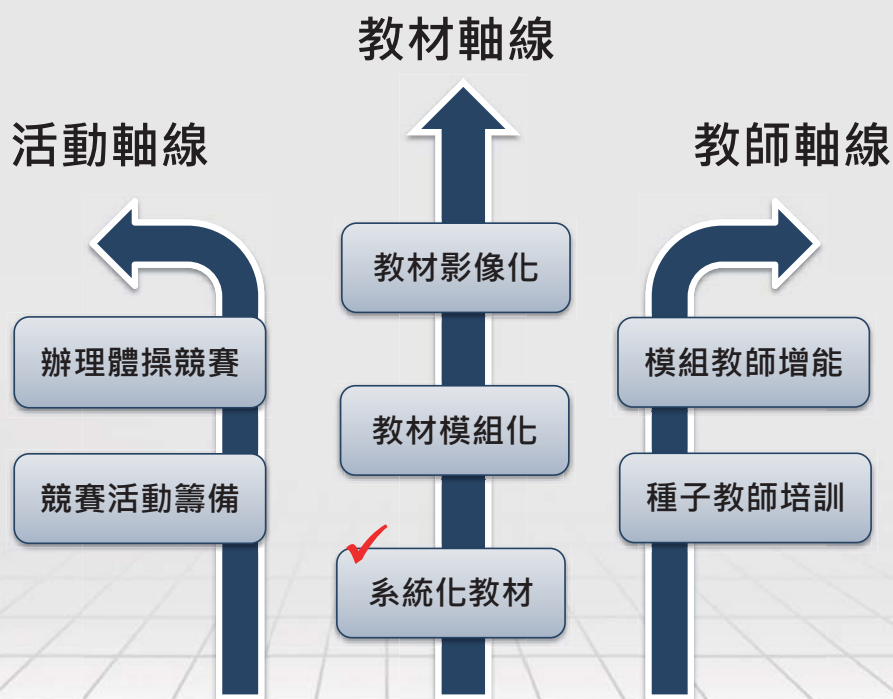 教材軸線
活動軸線
教師軸線
教材影像化
辦理體操競賽
模組教師增能
教材模組化
競賽活動籌備
種子教師培訓
系統化教材